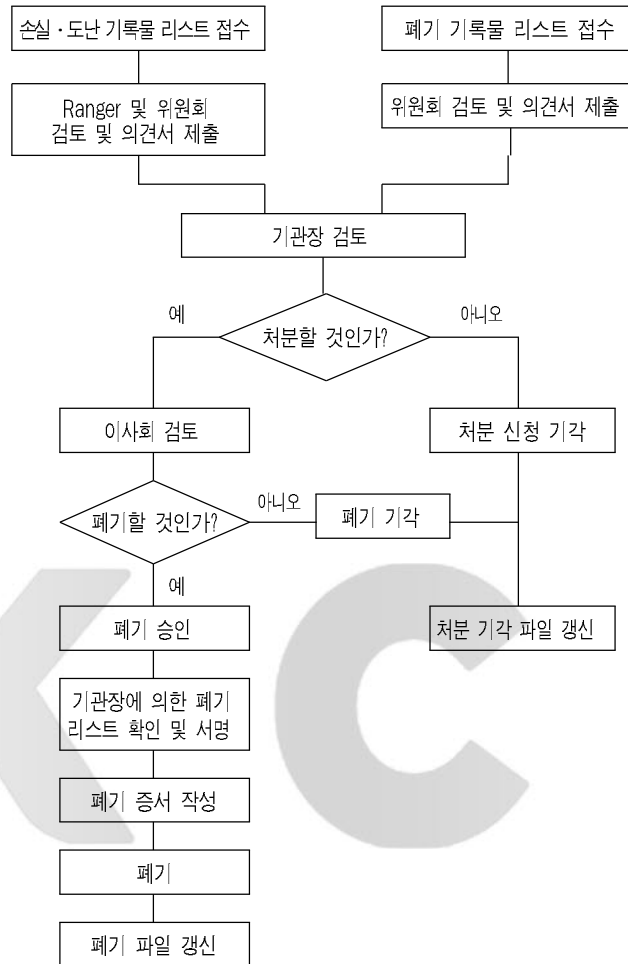 손실·도난 기록물 리스트 접수
폐기 기록물 리스트 접수
Ranger 및 위원회
검토 및 의견서 제출
위원회 검토 및 의견서 제출
기관장 검토
처분할 것인가?
예
아니오
이사회 검토
처분 신청 기각
폐기할 것인가?
아니오
폐기 기각
예
폐기 승인
처분 기각 파일 갱신
기관장에 의한 폐기
리스트 확인 및 서명
폐기 증서 작성
폐기
폐기 파일 갱신